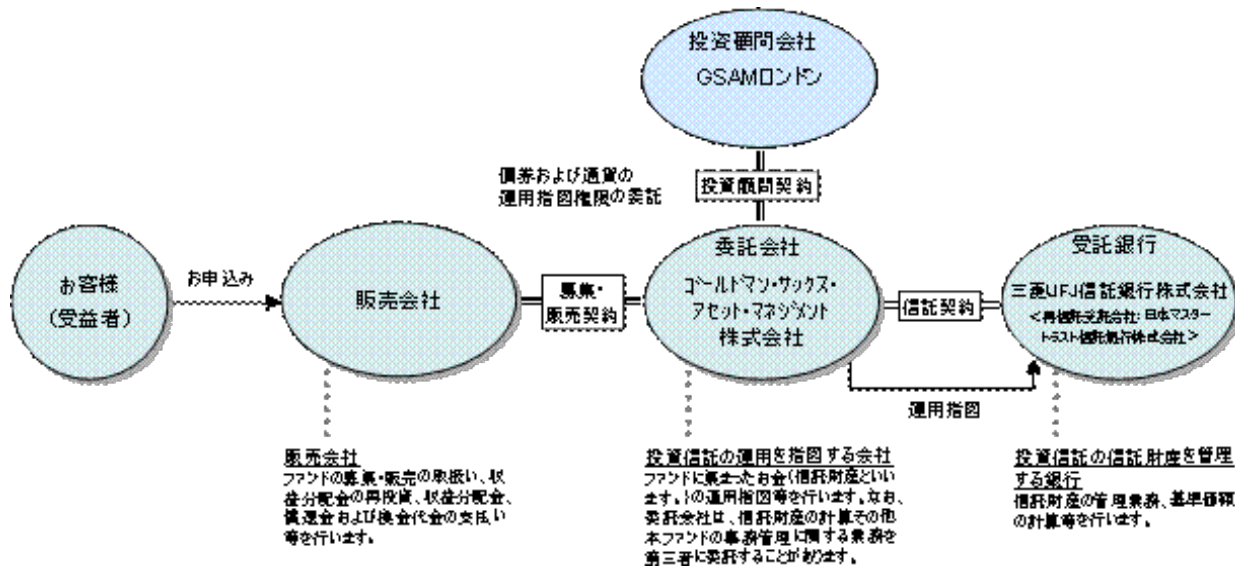 投資顧問会社
GSAMロンドン
債券および通貨の
運用指図権限の委託
投資顧問契約
お客様
(受益者)
お申込み
販売会社
募集・
販売契約
委託会社
ゴールドマン・サックス・
アセット・マネジメント
株式会社
信託契約
受託銀行
三菱UFJ信託銀行株式会社
<再信託受託会社:日本マスター
トラスト信託銀行株式会社>
運用指図
販売会社
ファンドの募集・販売の取扱い、収
益分配金の再投資、収益分配金、
償還金および換金代金の支払い
等を行います。
投資信託の運用を指図する会社
ファンドに集まったお金(信託財産といい
ます。)の運用指図等を行います。なお、
委託会社は、信託財産の計算その他
本ファンドの事務管理に関する業務を
第三者に委託することがあります。
投資信託の信託財産を管理
する銀行
信託財産の管理業務、基準価額
の計算等を行います。